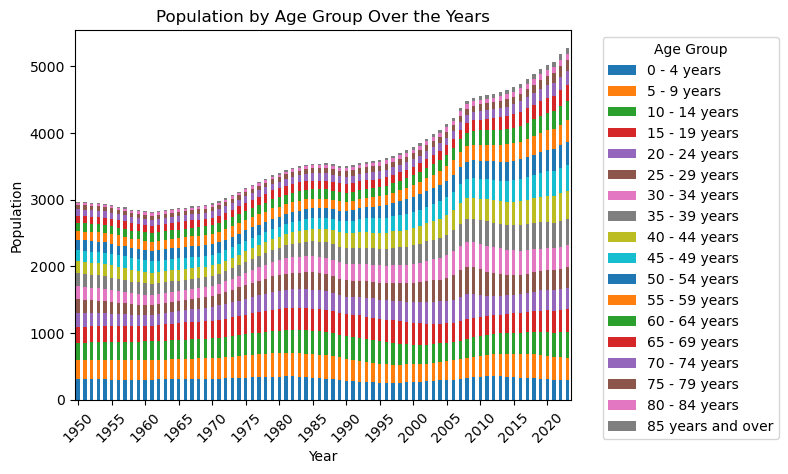 Population by Age Group Over the Years
Population
5000
4000
3000
2000
1000
0
1950
1955
1960
1965
1970
1975
1980
1985
1990
1995
2000
2005
2010
2015
2020
Year
Age Group
0 - 4 years
5 - 9 years
10 - 14 years
15 - 19 years
20 - 24 years
25 - 29 years
30 - 34 years
35 - 39 years
40 - 44 years
45 - 49 years
50 - 54 years
55 - 59 years
60 - 64 years
65 - 69 years
70 - 74 years
75 - 79 years
80 - 84 years
85 years and over